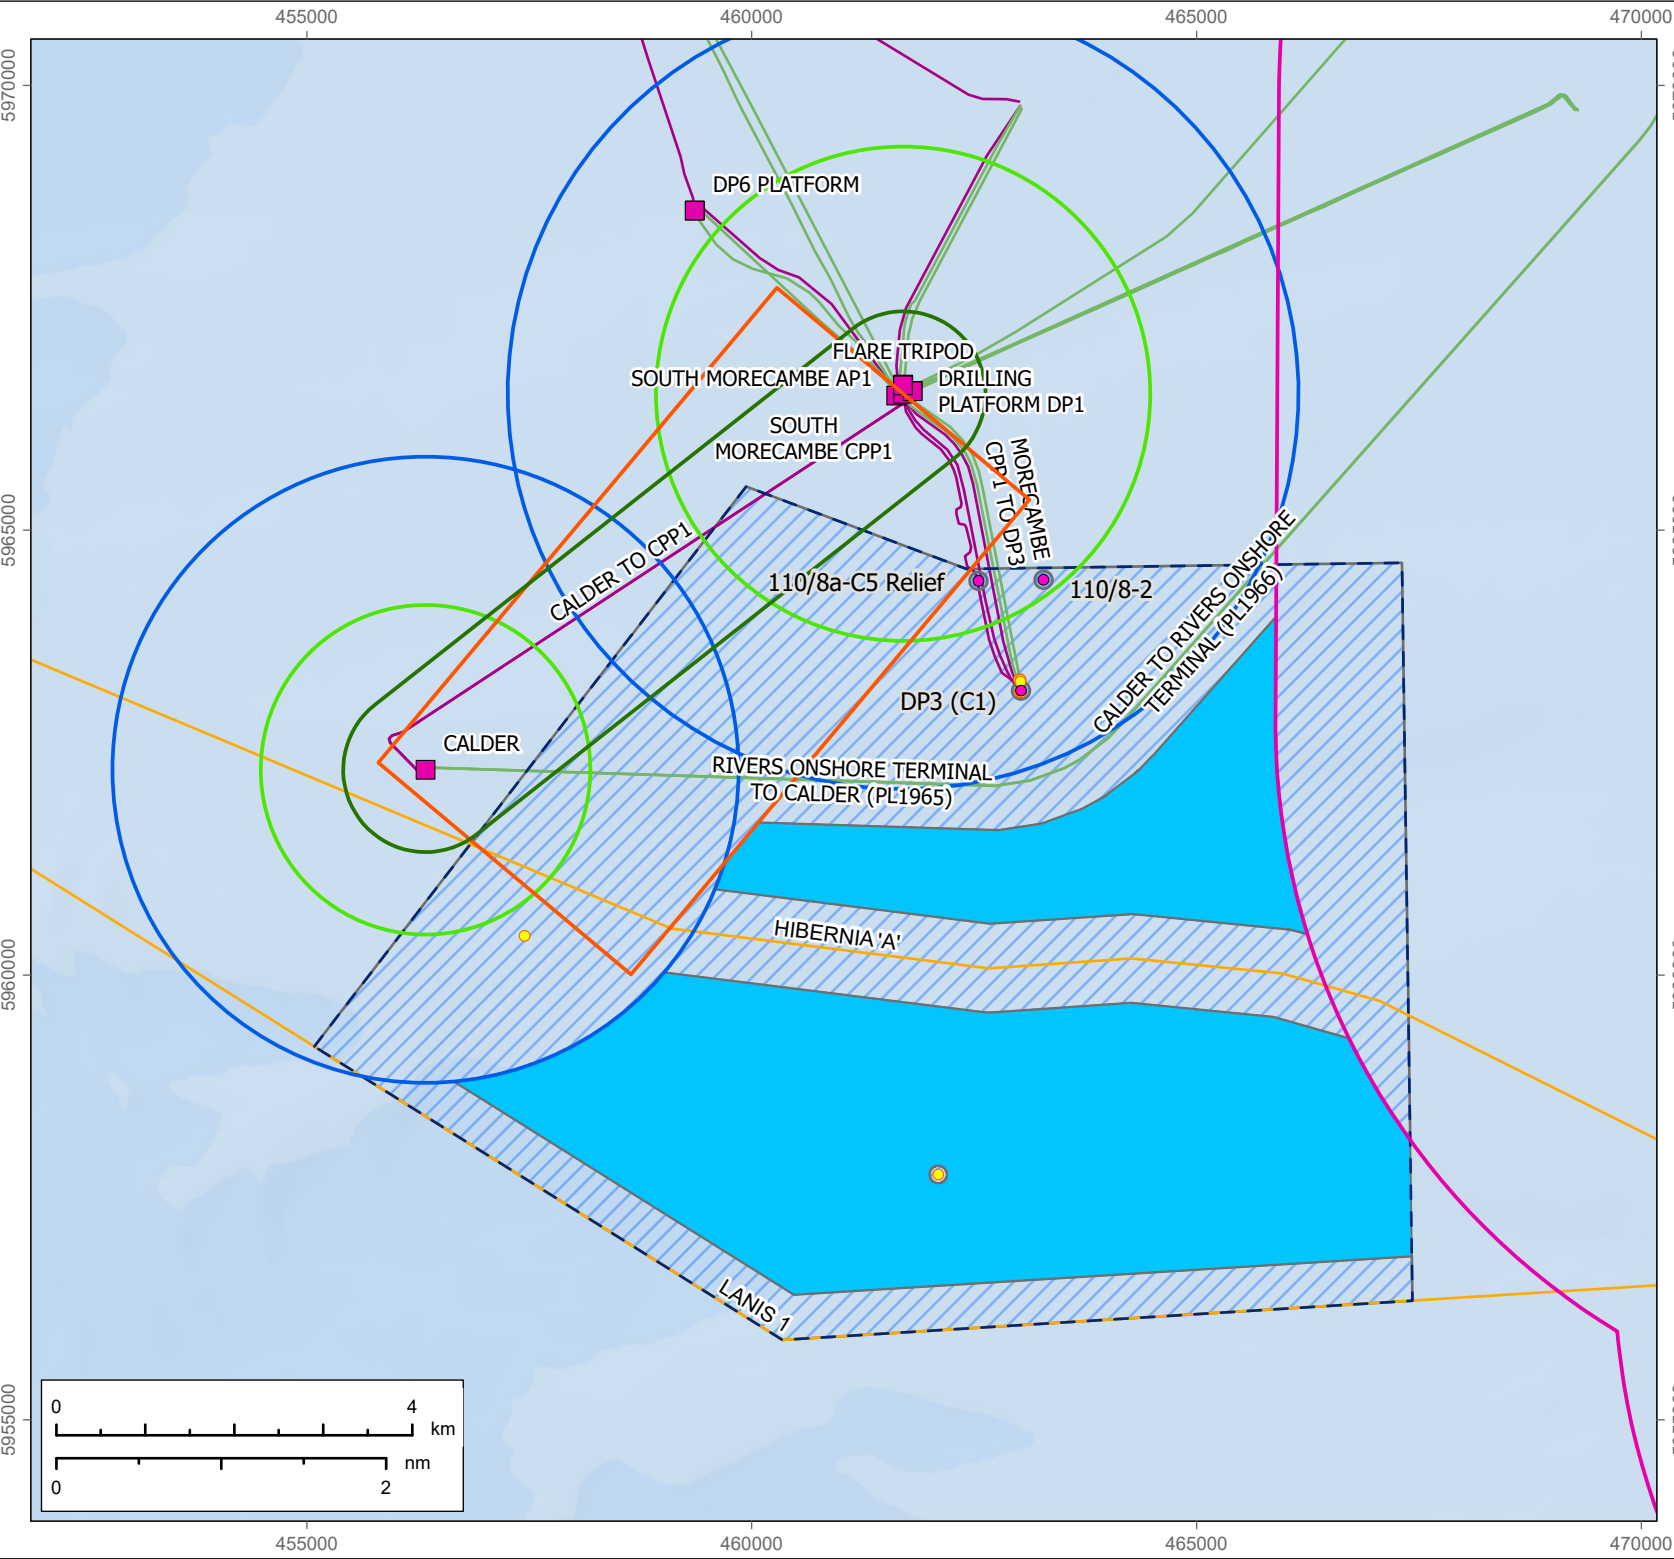 455000
460000
465000
470000
5970000
5965000
5960000
5955000
DP6 PLATFORM
FLARE TRIPOD
SOUTH MORECAMBE AP1
DRILLING
PLATFORM DP1
SOUTH
MORECAMBE CPP1
MORECAMBE
CPP1 TO DP3
CALDER TO CPP1
110/8a-C5 Relief
110/8-2
CALDER TO RIVERS ONSHORE
TERMINAL (PL1966)
DP3 (C1)
CALDER
RIVERS ONSHORE TERMINAL
TO CALDER (PL1965)
HIBERNIA 'A'
LANIS 1
0
4
km
nm
0
2
455000
460000
465000
470000